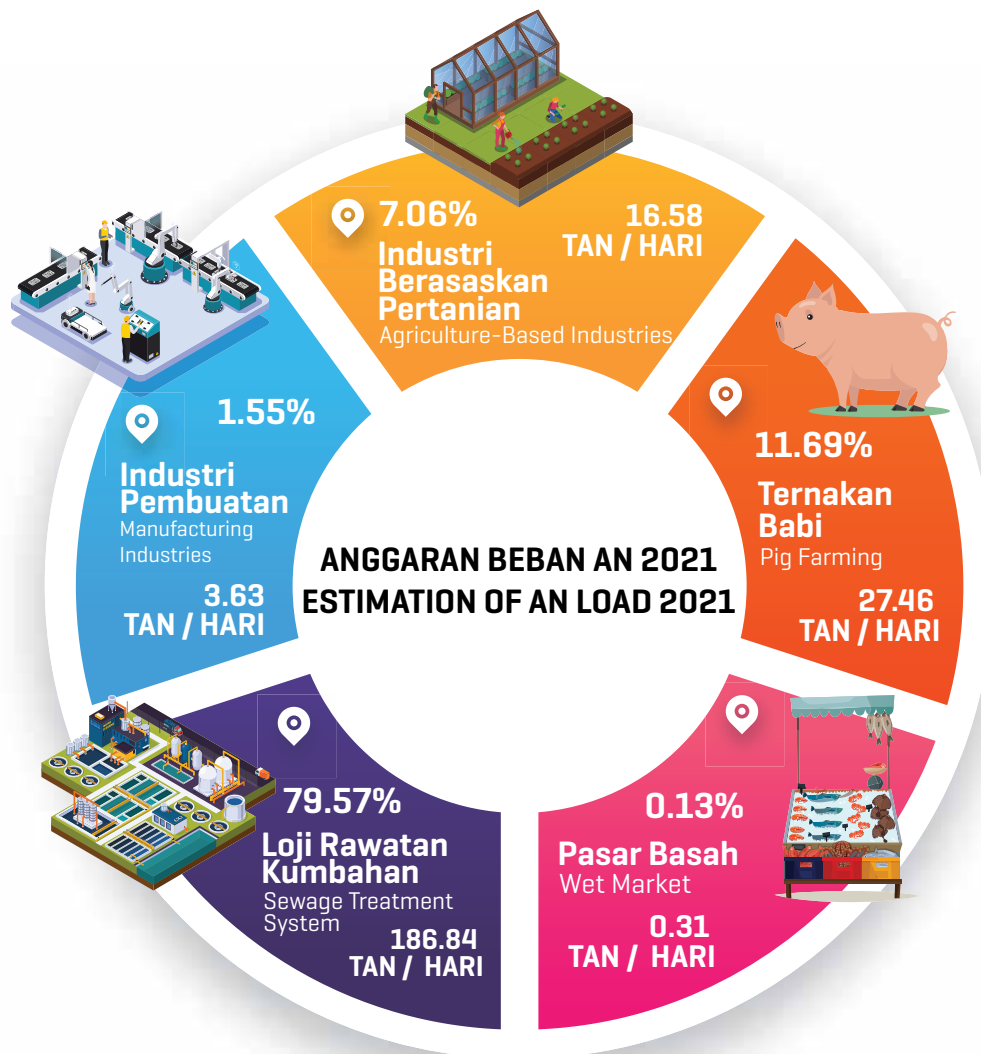 7.06%
Industri
Berasaskan
Pertanian
Agriculture-Based Industries
16.58
TAN / HARI
11.69%
Ternakan
Babi
Pig Farming
27.46
TAN / HARI
0.13%
Pasar Basah
Wet Market
0.31
TAN / HARI
79.57%
Loji Rawatan
Kumbahan
Sewage Treatment
System
186.84
TAN / HARI
1.55%
Industri
Pembuatan
Manufacturing
Industries
3.63
TAN / HARI
ANGGARAN BEBAN AN 2021
ESTIMATION OF AN LOAD 2021